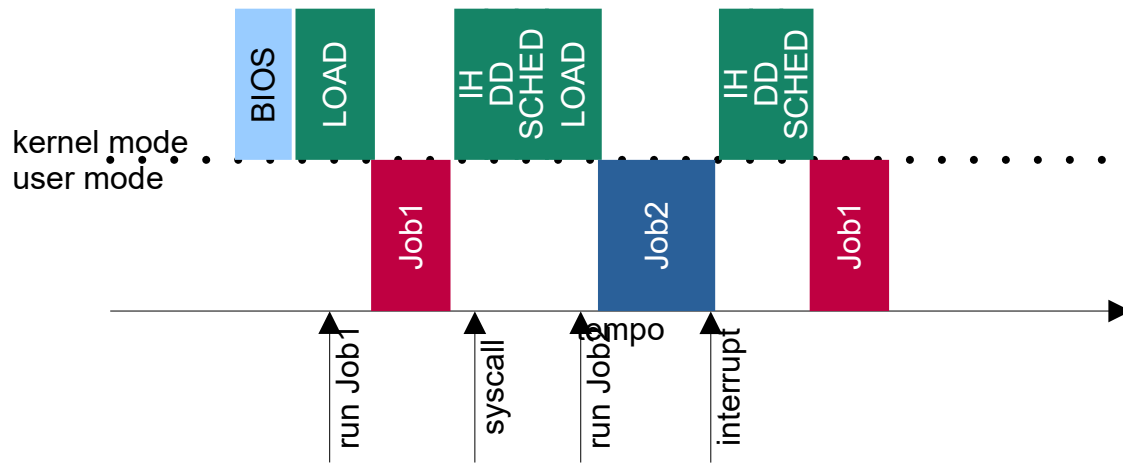 BIOS
LOAD
IH
DD
SCHED
LOAD
IH
DD
SCHED
kernel mode
user mode
Job1
Job2
Job1
tempo
run Job1
syscall
run Job2
interrupt